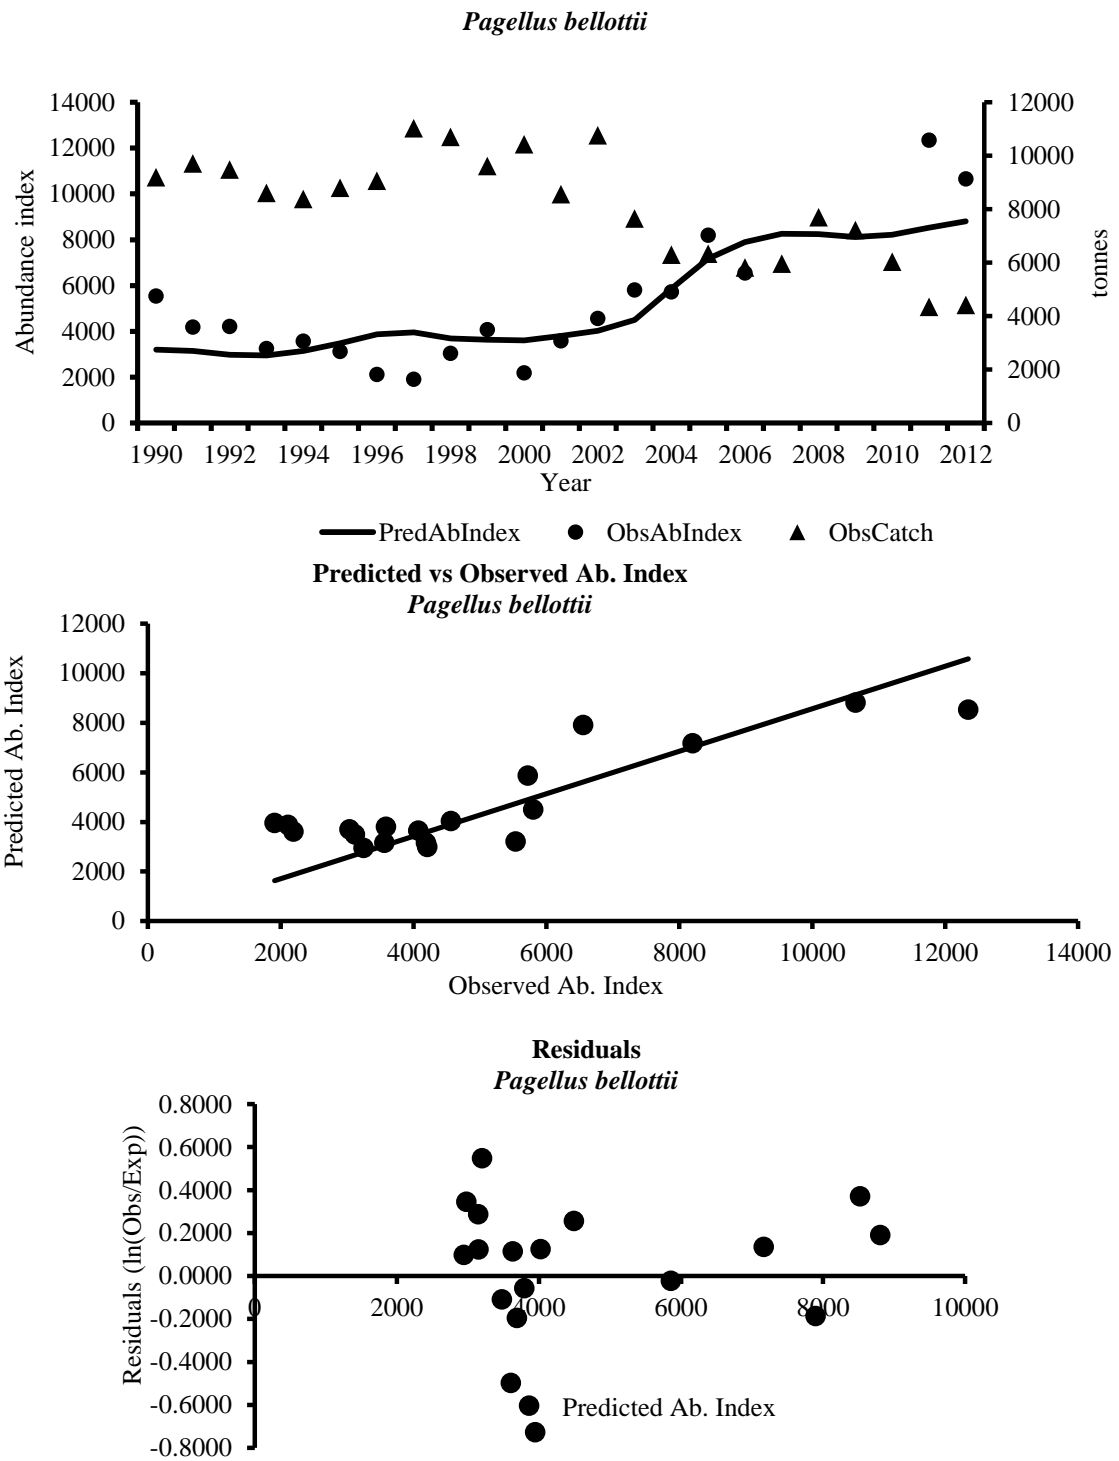 Pagellus bellottii
Abundance index
14000
12000
10000
8000
6000
4000
2000
0
12000
10000
8000
6000
4000
2000
0
tonnes
1990 1992 1994 1996 1998 2000 2002 2004 2006 2008 2010 2012
Year
PredAbIndex ObsAbIndex ObsCatch
Predicted vs Observed Ab. Index
Pagellus bellottii
Predicted Ab. Index
12000
10000
8000
6000
4000
2000
0
0 2000 4000 6000 8000 10000 12000 14000
Observed Ab. Index
Residuals
Pagellus bellottii
Residuals (ln(Obs/Exp))
0.8000
0.6000
0.4000
0.2000
0.0000
-0.2000
-0.4000
-0.6000
-0.8000
0 2000 4000 6000 8000 10000
Predicted Ab. Index